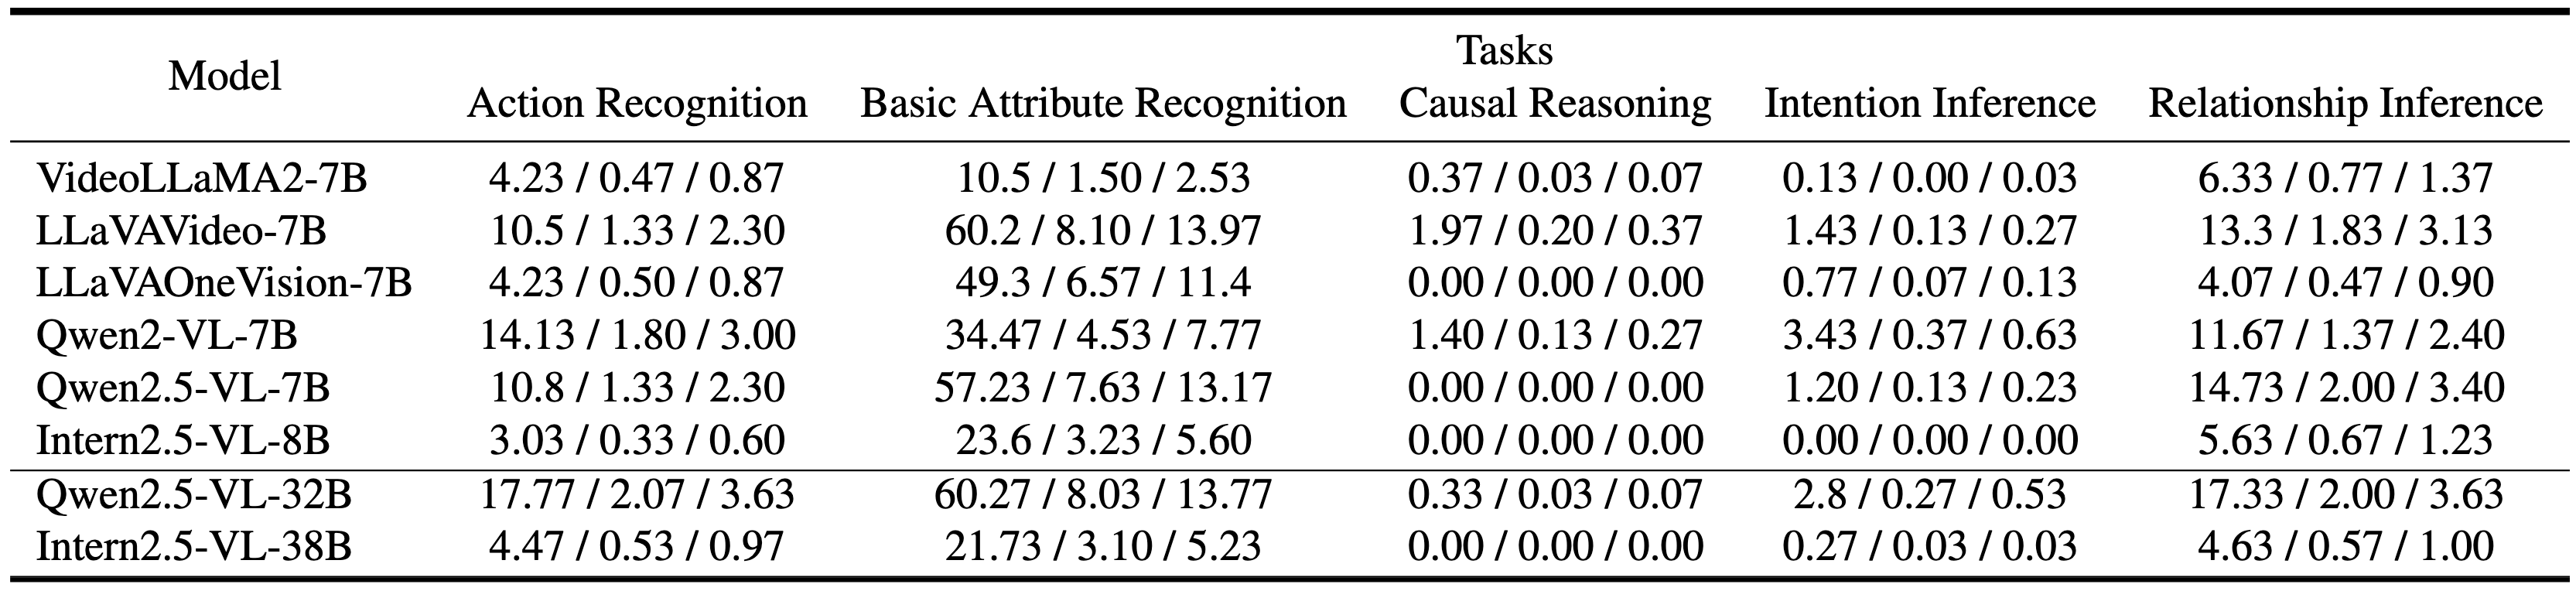 Model Tasks
Action Recognition Basic Attribute Recognition Causal Reasoning Intention Inference Relationship Inference
VideoLLaMA2-7B 4.23 / 0.47 / 0.87 10.5 / 1.50 / 2.53 0.37 / 0.03 / 0.07 0.13 / 0.00 / 0.03 6.33 / 0.77 / 1.37
LLaVAVideo-7B 10.5 / 1.33 / 2.30 60.2 / 8.10 / 13.97 1.97 / 0.20 / 0.37 1.43 / 0.13 / 0.27 13.3 / 1.83 / 3.13
LLaVAOneVision-7B 4.23 / 0.50 / 0.87 49.3 / 6.57 / 11.4 0.00 / 0.00 / 0.00 0.77 / 0.07 / 0.13 4.07 / 0.47 / 0.90
Qwen2-VL-7B 14.13 / 1.80 / 3.00 34.47 / 4.53 / 7.77 1.40 / 0.13 / 0.27 3.43 / 0.37 / 0.63 11.67 / 1.37 / 2.40
Qwen2.5-VL-7B 10.8 / 1.33 / 2.30 57.23 / 7.63 / 13.17 0.00 / 0.00 / 0.00 1.20 / 0.13 / 0.23 14.73 / 2.00 / 3.40
Intern2.5-VL-8B 3.03 / 0.33 / 0.60 23.6 / 3.23 / 5.60 0.00 / 0.00 / 0.00 0.00 / 0.00 / 0.00 5.63 / 0.67 / 1.23
Qwen2.5-VL-32B 17.77 / 2.07 / 3.63 60.27 / 8.03 / 13.77 0.33 / 0.03 / 0.07 2.8 / 0.27 / 0.53 17.33 / 2.00 / 3.63
Intern2.5-VL-38B 4.47 / 0.53 / 0.97 21.73 / 3.10 / 5.23 0.00 / 0.00 / 0.00 0.27 / 0.03 / 0.03 4.63 / 0.57 / 1.00